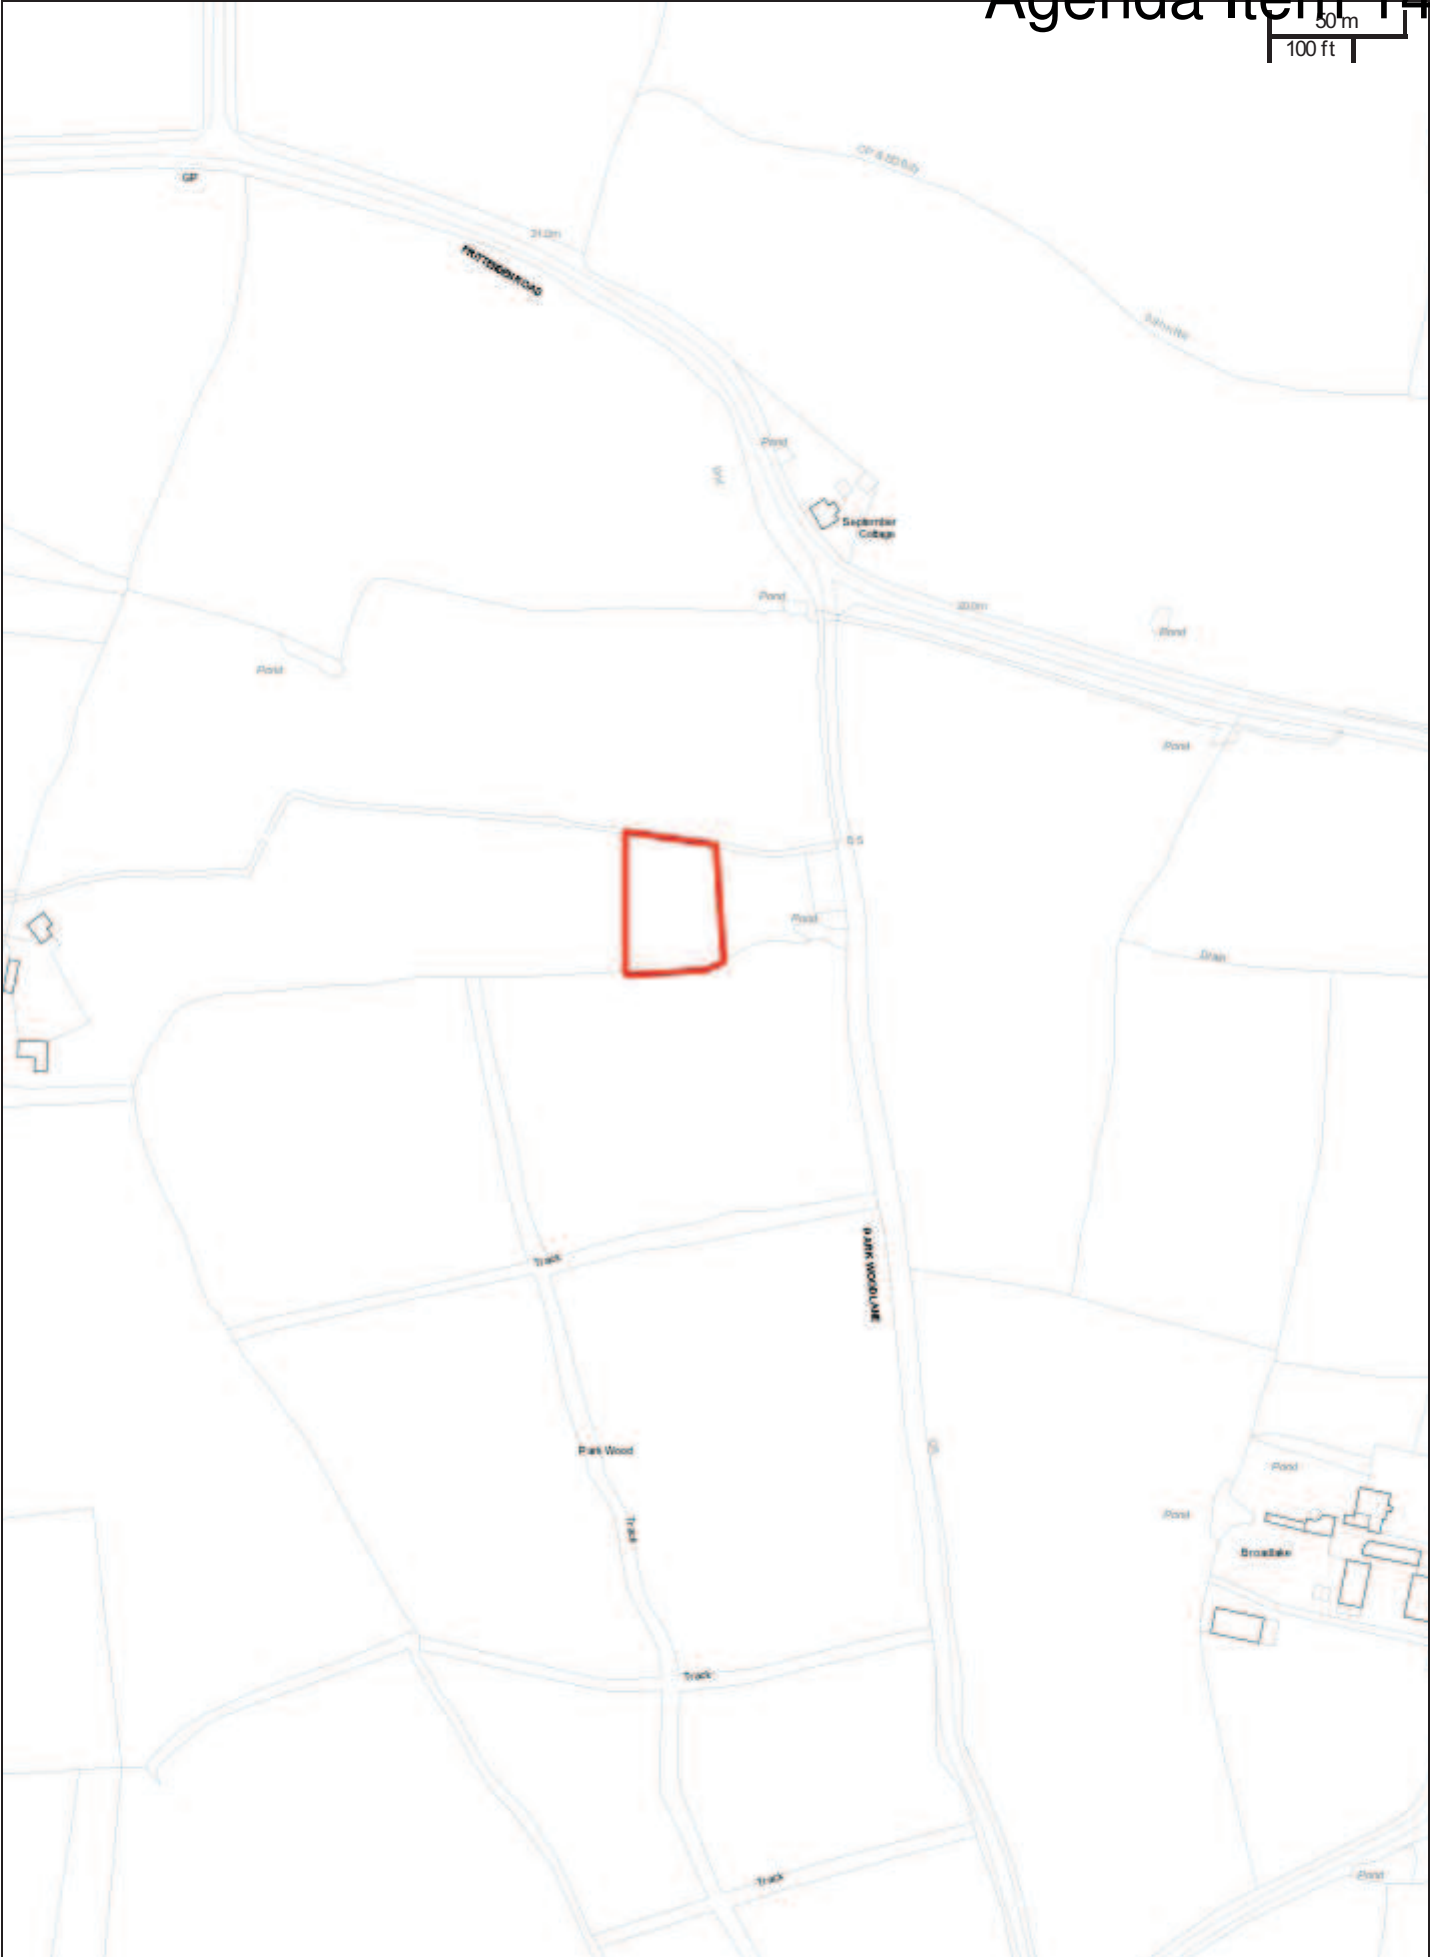 Agenda Item 14
50 m
100 ft
GP
FRITTENDEN ROAD
Pond
September
Cottage
Pond
Pond
Pond
Pond
Pond
Drain
PARK WOOD LANE
Track
Park Wood
Pond
Pond
Track
Broadlake
Track
Track
Pond